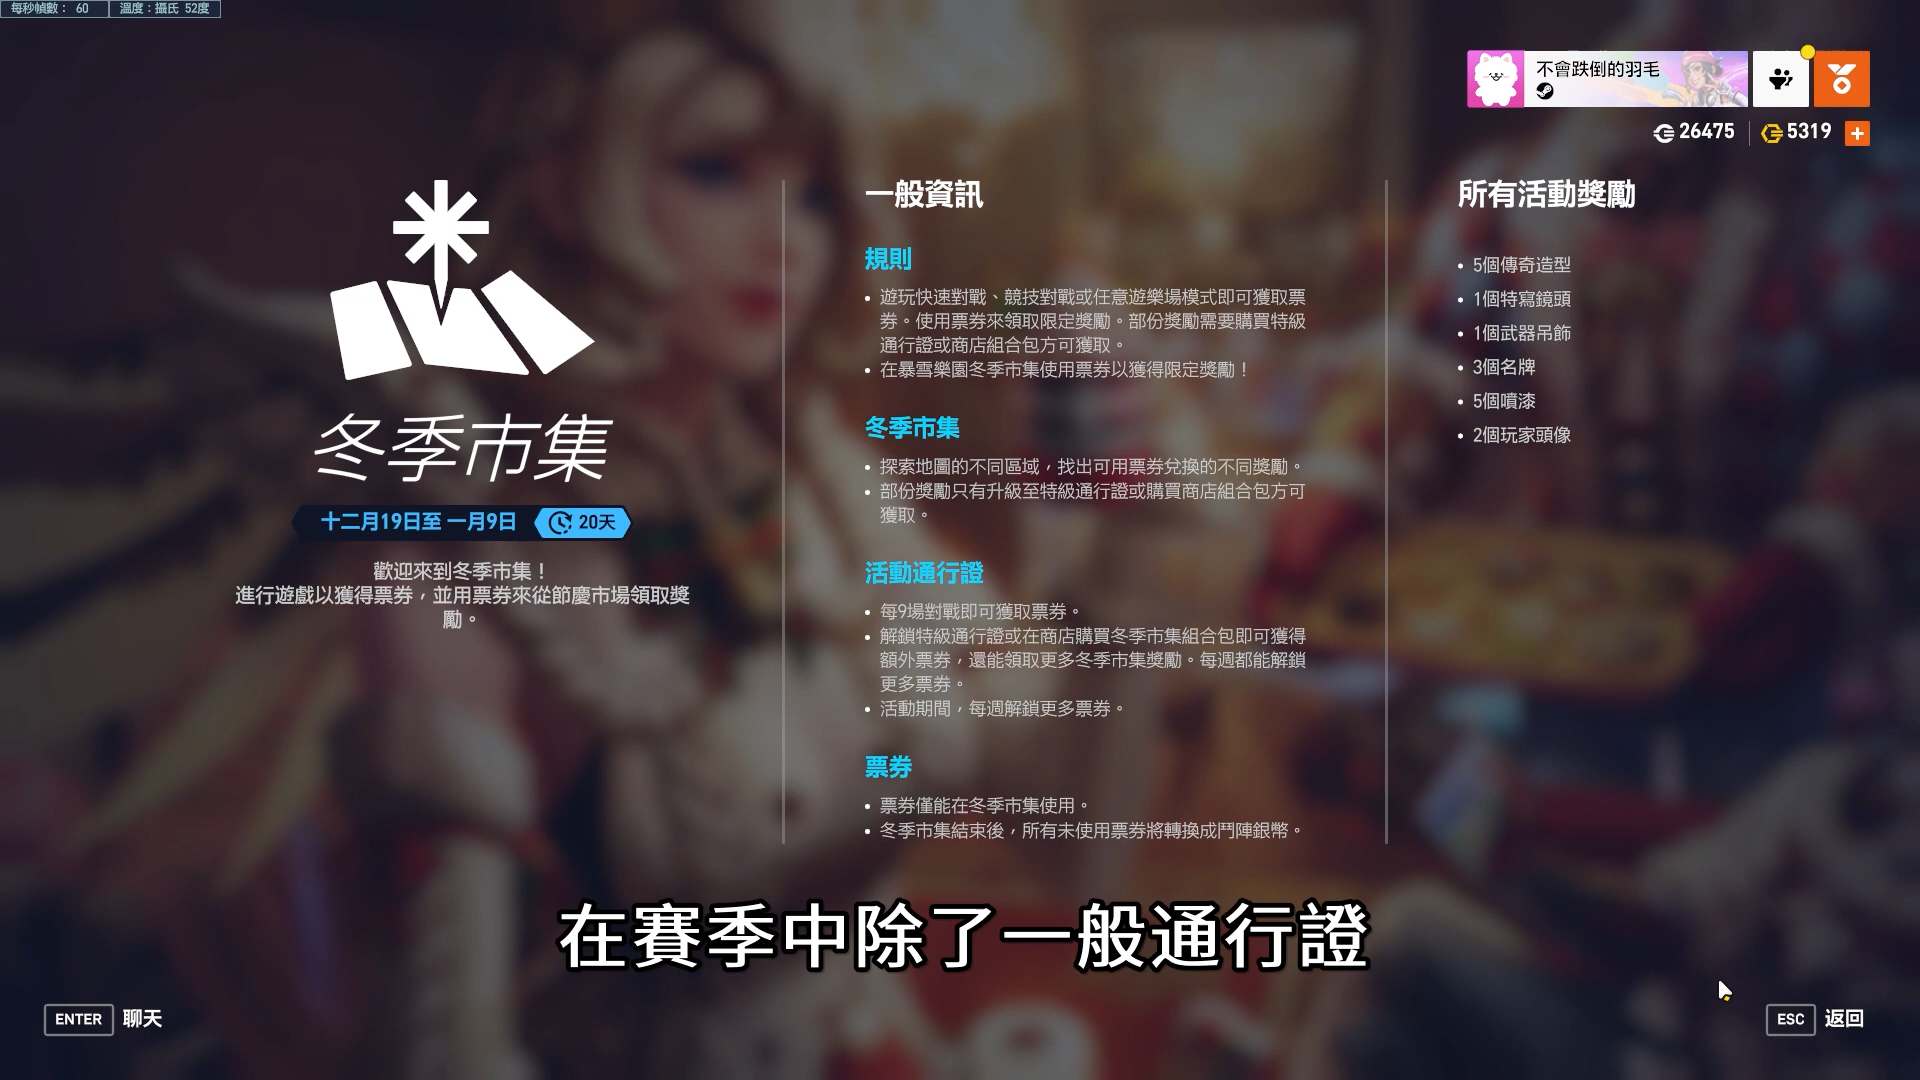 每秒幀數： 60
溫度：攝氏 52度
不會跌倒的羽毛
26475
5319
冬季市集
十二月19日至 一月9日
20天
歡迎來到冬季市集！
進行遊戲以獲得票券，並用票券來從節慶市場領取獎
勵。
一般資訊
規則
• 遊玩快速對戰、競技對戰或任意遊樂場模式即可獲取票
券。使用票券來領取限定獎勵。部份獎勵需要購買特級
通行證或商店組合包方可獲取。
• 在暴雪樂園冬季市集使用票券以獲得限定獎勵！
冬季市集
• 探索地圖的不同區域，找出可用票券兌換的不同獎勵。
• 部份獎勵只有升級至特級通行證或購買商店組合包方可
獲取。
活動通行證
• 每9場對戰即可獲取票券。
• 解鎖特級通行證或在商店購買冬季市集組合包即可獲得
額外票券，還能領取更多冬季市集獎勵。每週都能解鎖
更多票券。
• 活動期間，每週解鎖更多票券。
票券
• 票券僅能在冬季市集使用。
• 冬季市集結束後，所有未使用票券將轉換成鬥陣銀幣。
所有活動獎勵
• 5個傳奇造型
• 1個特寫鏡頭
• 1個武器吊飾
• 3個名牌
• 5個噴漆
• 2個玩家頭像
在賽季中除了一般通行證
ENTER 聊天
ESC 返回